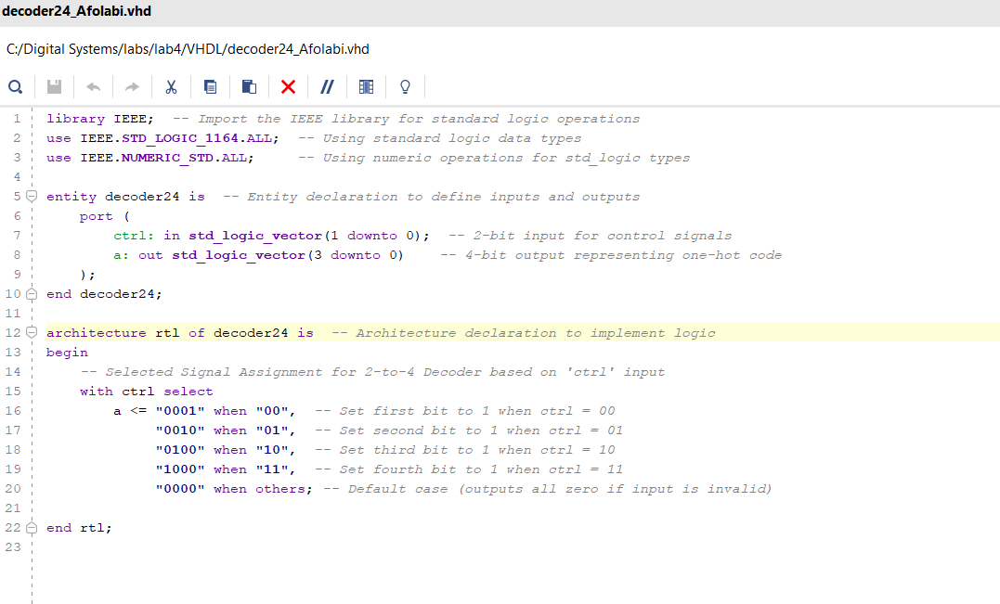 decoder24_Afolabi.vhd
C:/Digital Systems/labs/lab4/VHDL/decoder24_Afolabi.vhd
1 library IEEE;  -- Import the IEEE library for standard logic operations
2 use IEEE.STD_LOGIC_1164.ALL;  -- Using standard logic data types
3 use IEEE.NUMERIC_STD.ALL;     -- Using numeric operations for std_logic types
4
5 entity decoder24 is  -- Entity declaration to define inputs and outputs
6     port (
7         ctrl: in std_logic_vector(1 downto 0);  -- 2-bit input for control signals
8         a: out std_logic_vector(3 downto 0)    -- 4-bit output representing one-hot code
9     );
10 end decoder24;
11
12 architecture rtl of decoder24 is  -- Architecture declaration to implement logic
13 begin
14     -- Selected Signal Assignment for 2-to-4 Decoder based on 'ctrl' input
15     with ctrl select
16         a <= "0001" when "00",  -- Set first bit to 1 when ctrl = 00
17              "0010" when "01",  -- Set second bit to 1 when ctrl = 01
18              "0100" when "10",  -- Set third bit to 1 when ctrl = 10
19              "1000" when "11",  -- Set fourth bit to 1 when ctrl = 11
20              "0000" when others; -- Default case (outputs all zero if input is invalid)
21
22 end rtl;
23